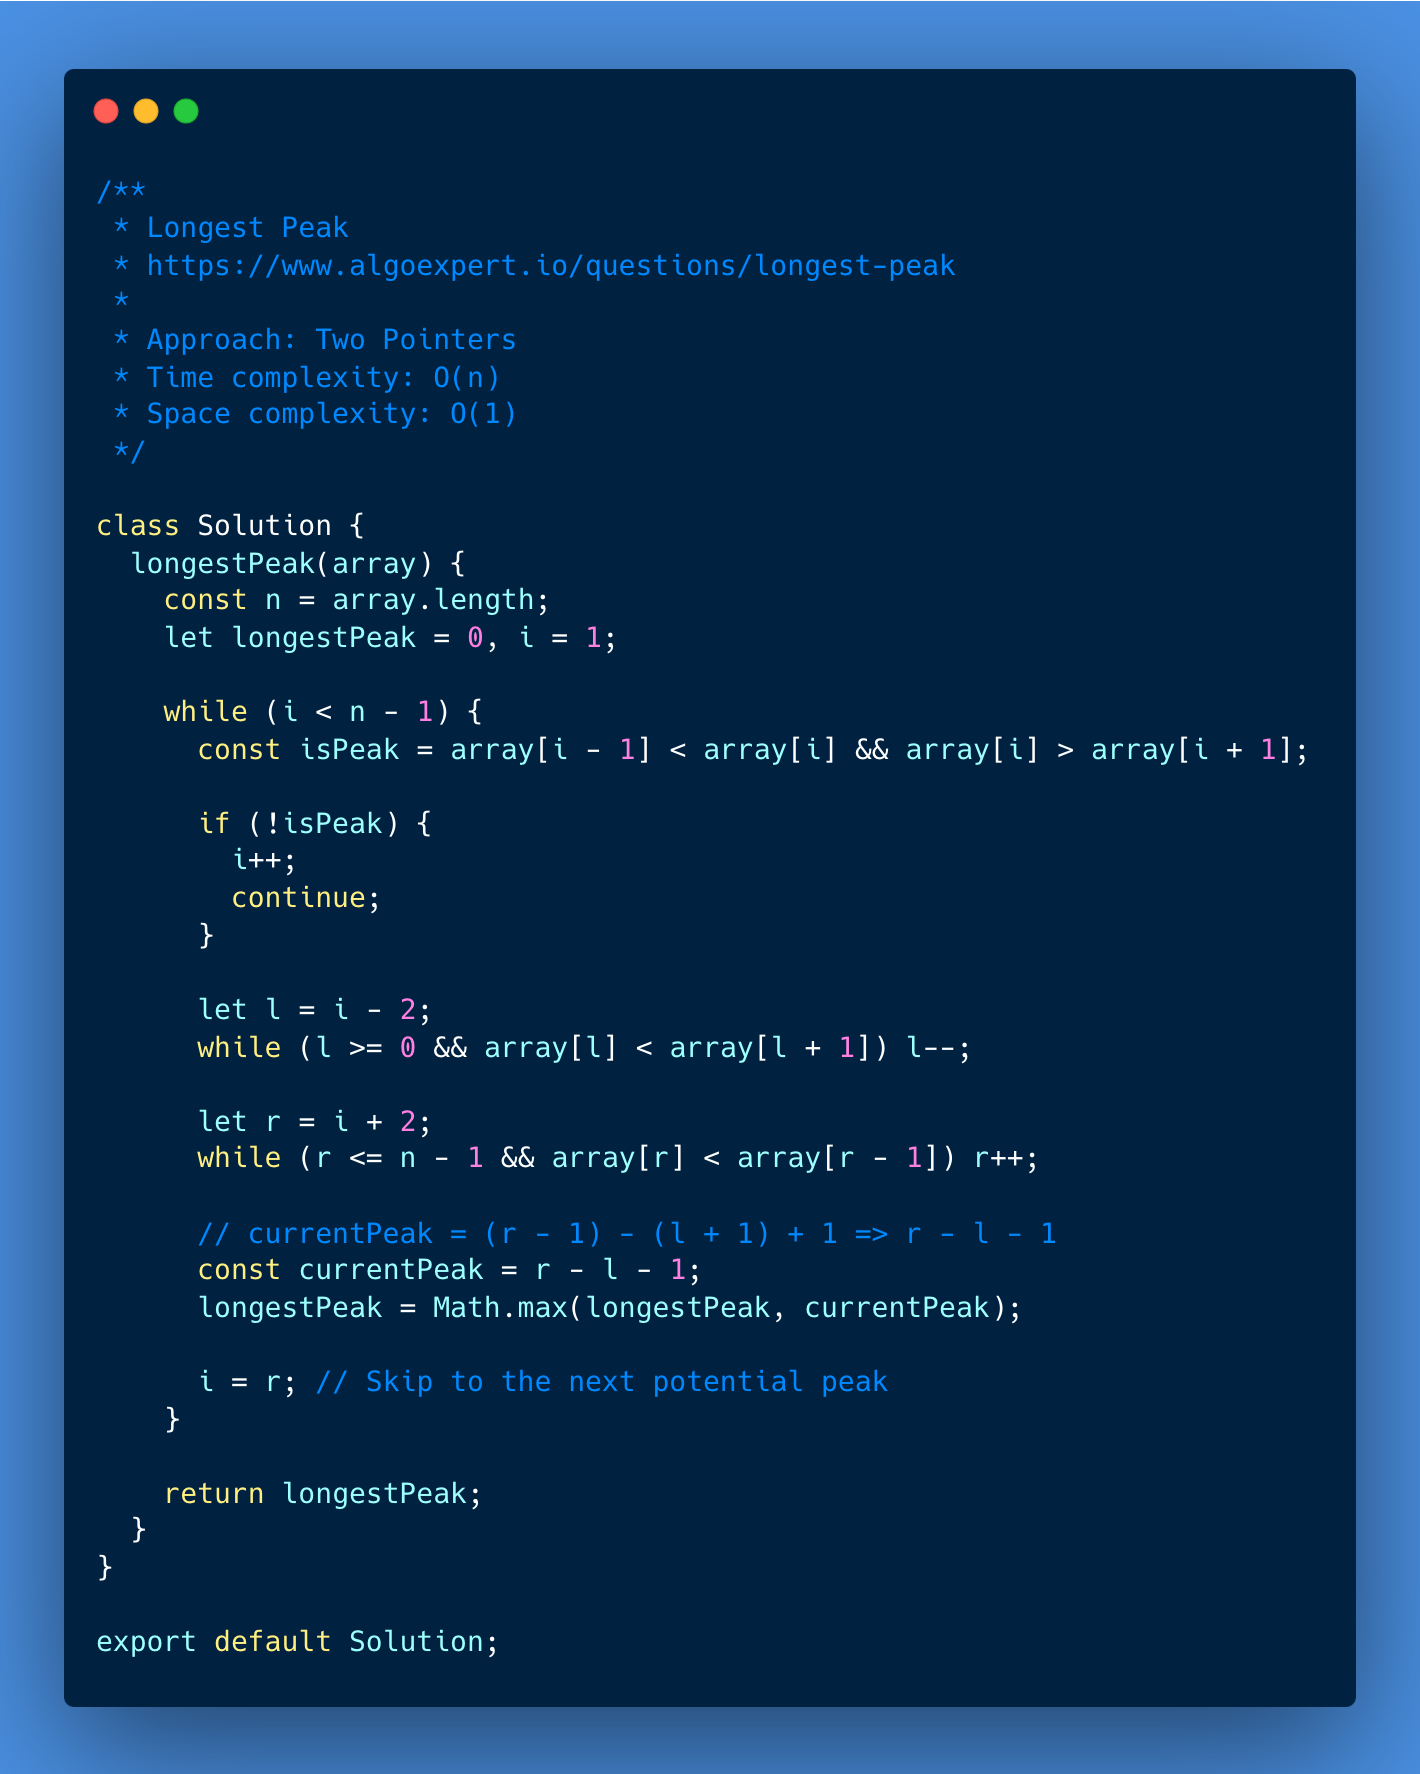 /**
 * Longest Peak
 * https://www.algoexpert.io/questions/longest-peak
 *
 * Approach: Two Pointers
 * Time complexity: O(n)
 * Space complexity: O(1)
 */

class Solution {
  longestPeak(array) {
    const n = array.length;
    let longestPeak = 0, i = 1;

    while (i < n - 1) {
      const isPeak = array[i - 1] < array[i] && array[i] > array[i + 1];

      if (!isPeak) {
        i++;
        continue;
      }

      let l = i - 2;
      while (l >= 0 && array[l] < array[l + 1]) l--;

      let r = i + 2;
      while (r <= n - 1 && array[r] < array[r - 1]) r++;

      // currentPeak = (r - 1) - (l + 1) + 1 => r - l - 1
      const currentPeak = r - l - 1;
      longestPeak = Math.max(longestPeak, currentPeak);

      i = r; // Skip to the next potential peak
    }

    return longestPeak;
  }
}

export default Solution;